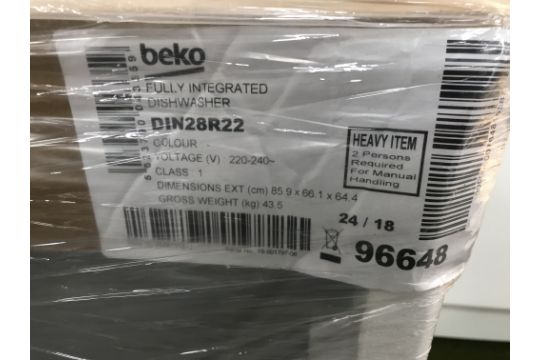 beko
FULLY INTEGRATED
DISHWASHER
DIN28R22
COLOUR -
VOLTAGE (V) 220-240~
CLASS 1
DIMENSIONS EXT (cm) 85.9 x 66.1 x 64.4
GROSS WEIGHT (kg) 43.5
HEAVY ITEM
2 Persons
Required
For Manual
Handling
24 / 18
96648